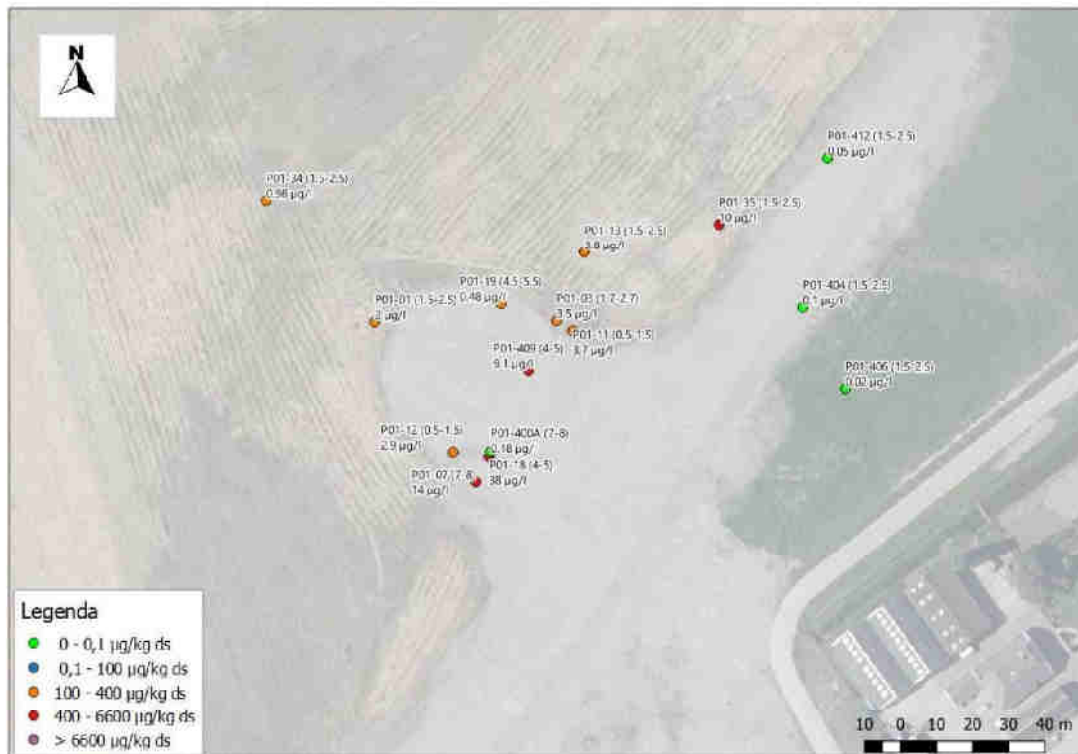 N
P01-412 (1.5-2.5)
0.05 µg/l
P01-34 (1.5-2.5)
0.98 µg/l
P01-35 (1.5-2.5)
10 µg/l
P01-13 (1.5-2.5)
3.8 µg/l
P01-19 (4.5-5.5)
0.48 µg/l
P01-404 (1.5-2.5)
0.1 µg/l
P01-01 (1.5-2.5)
2 µg/l
P01-03 (1.7-2.7)
3.5 µg/l
P01-11 (0.5-1.5)
3.7 µg/l
P01-409 (4-5)
9.1 µg/l
P01-406 (1.5-2.5)
0.02 µg/l
P01-12 (0.5-1.5)
2.9 µg/l
P01-400A (7-8)
0.18 µg/l
P01-18 (4-5)
38 µg/l
P01-07 (7-8)
14 µg/l
Legenda
0 - 0,1 µg/kg ds
0,1 - 100 µg/kg ds
100 - 400 µg/kg ds
400 - 6600 µg/kg ds
> 6600 µg/kg ds
10 0 10 20 30 40 m